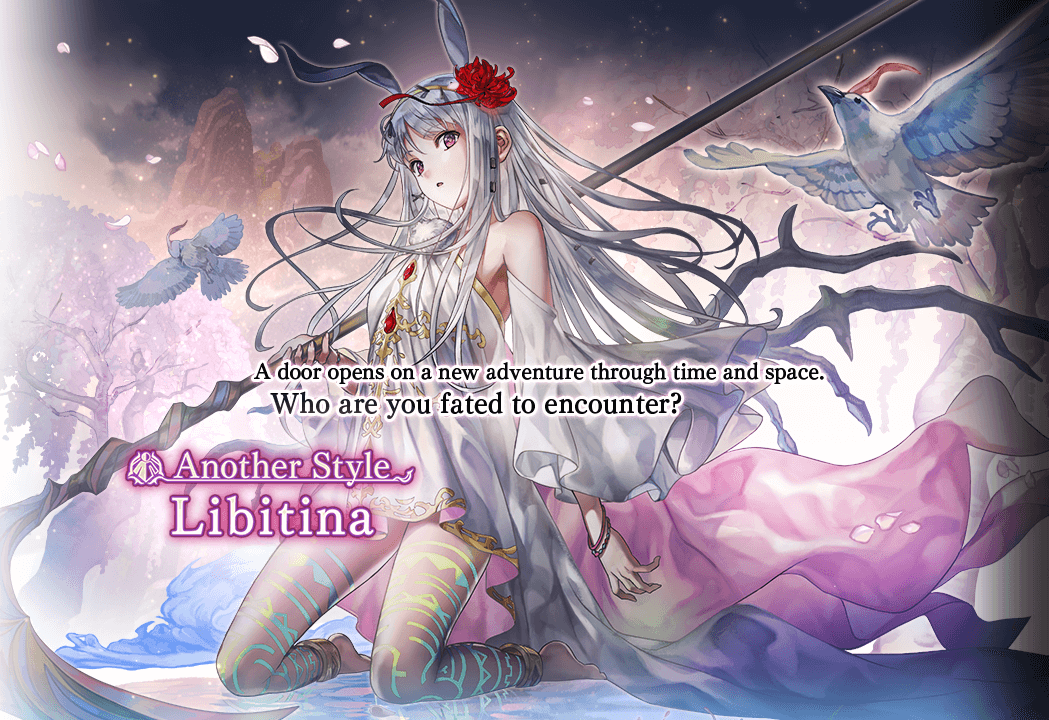 A door opens on a new adventure through time and space.
Who are you fated to encounter?
Another Style
Libitina